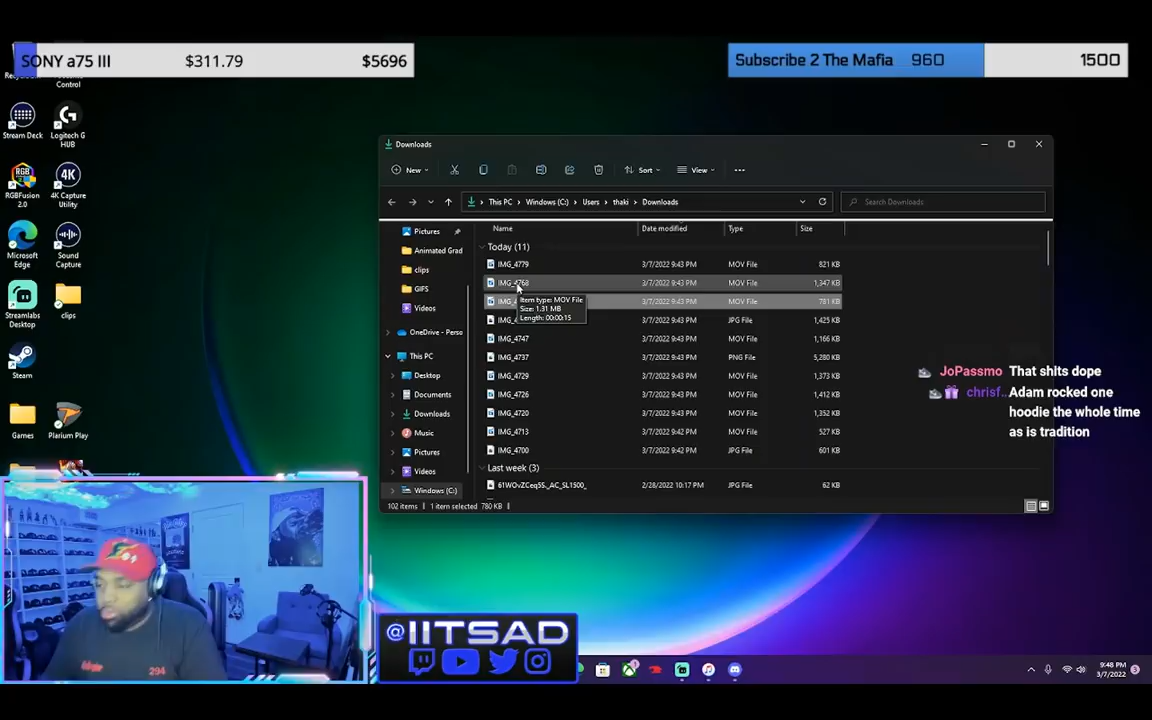 SONY a75 III $311.79 $5696
Subscribe 2 The Mafia 960 1500
Control
Stream Deck
Logitech G
HUB
RGBFusion
2.0
4K Capture
Utility
Microsoft
Edge
Sound
Capture
Streamlabs
Desktop
clips
Steam
Games
Plarium Play
Downloads
New
Sort
View
This PC > Windows (C:) > Users > thaki > Downloads
Search Downloads
Pictures
Animated Grad
clips
GIFS
Videos
OneDrive - Perso
This PC
Desktop
Documents
Downloads
Music
Pictures
Videos
Windows (C:)
Name Date modified Type Size
Today (11)
IMG_4779 3/7/2022 9:43 PM MOV File 821 KB
IMG_4768 3/7/2022 9:43 PM MOV File 1,347 KB
IMG_ 3/7/2022 9:43 PM MOV File 781 KB
IMG_ 3/7/2022 9:43 PM JPG File 1,425 KB
IMG_4747 3/7/2022 9:43 PM MOV File 1,166 KB
IMG_4737 3/7/2022 9:43 PM PNG File 5,280 KB
IMG_4729 3/7/2022 9:43 PM MOV File 1,373 KB
IMG_4726 3/7/2022 9:43 PM MOV File 1,412 KB
IMG_4720 3/7/2022 9:43 PM MOV File 1,352 KB
IMG_4713 3/7/2022 9:42 PM MOV File 527 KB
IMG_4700 3/7/2022 9:42 PM JPG File 601 KB
Last week (3)
61WOvZCeq5S._AC_SL1500_ 2/28/2022 10:17 PM JPG File 62 KB
Item type: MOV File
Size: 1.31 MB
Length: 00:00:15
102 items 1 item selected 780 KB
JoPassmo That shits dope
chrisf... Adam rocked one
hoodie the whole time
as is tradition
294
@IITSAD
9:48 PM
3/7/2022